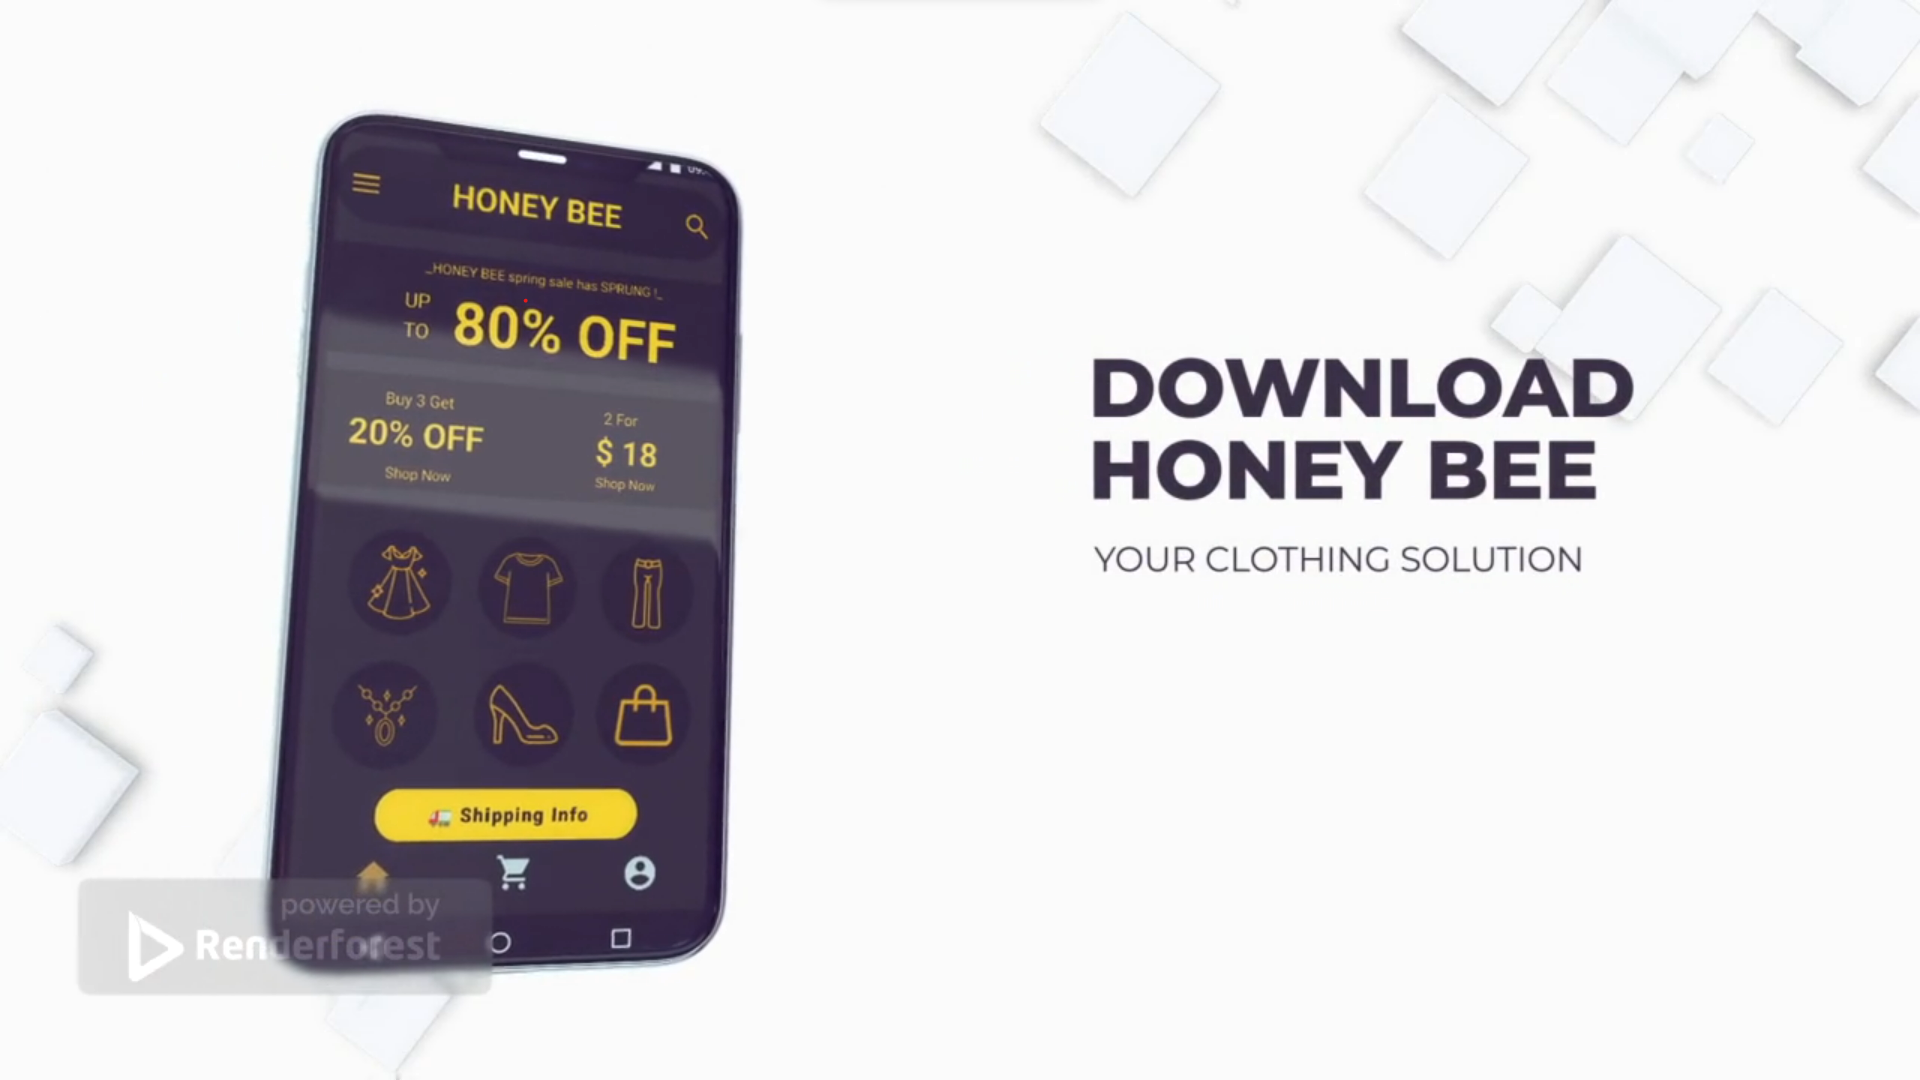 HONEY BEE
_HONEY BEE spring sale has SPRUNG !_
UP
TO
80% OFF
Buy 3 Get
20% OFF
Shop Now
2 For
$ 18
Shop Now
Shipping Info
DOWNLOAD
HONEY BEE
YOUR CLOTHING SOLUTION
powered by
Renderforest